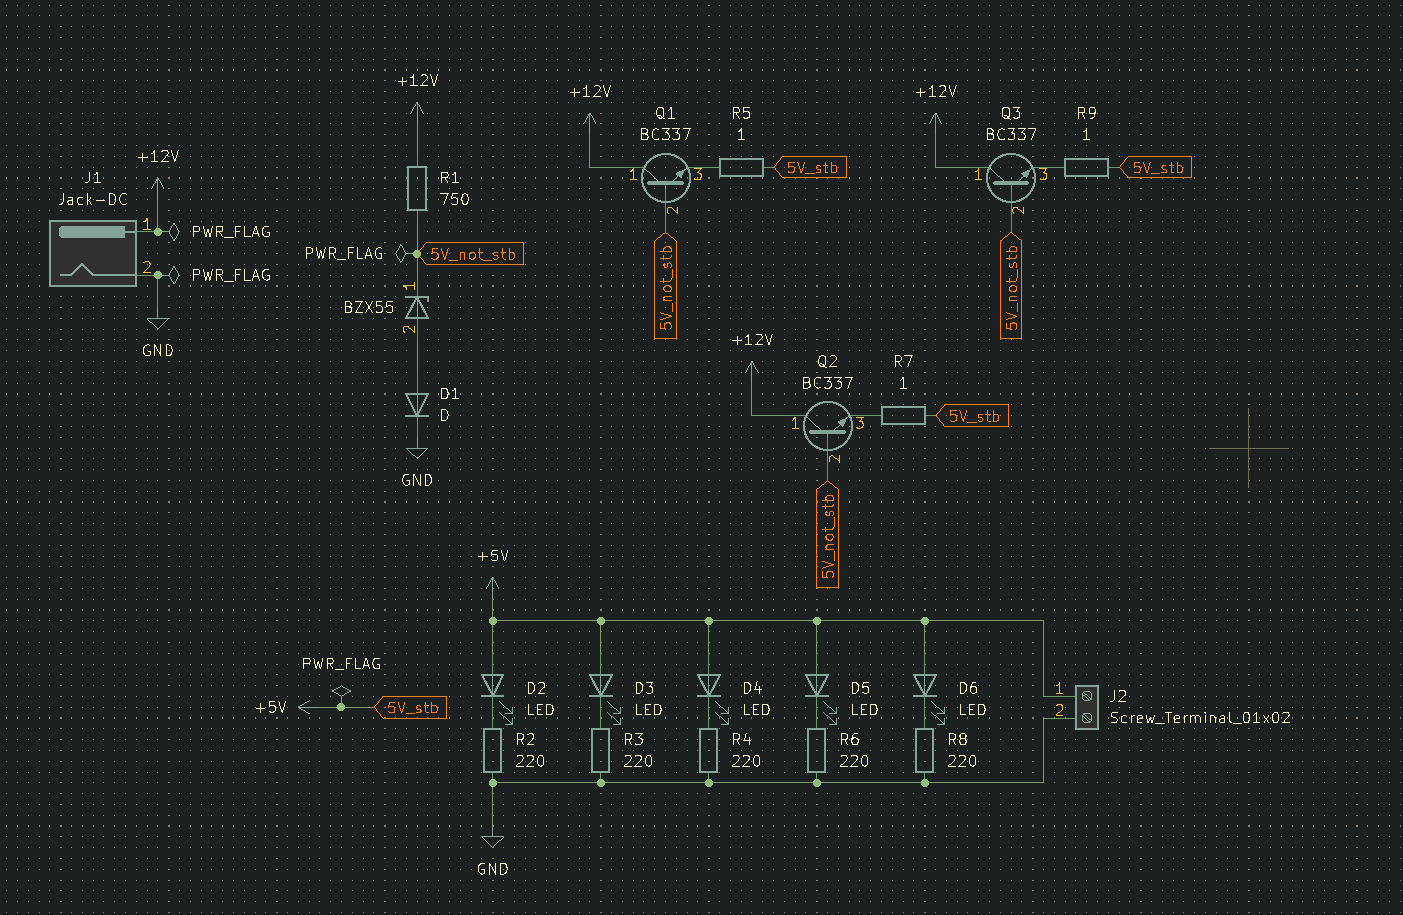 +12V
J1
Jack-DC
1
PWR_FLAG
2
PWR_FLAG
GND
+12V
R1
750
PWR_FLAG
5V_not_stb
1
BZX55
2
D1
D
GND
+12V
Q1
BC337
R5
1
1
3
5V_stb
2
5V_not_stb
+12V
Q3
BC337
R9
1
1
3
5V_stb
2
5V_not_stb
+12V
Q2
BC337
R7
1
1
3
5V_stb
2
5V_not_stb
PWR_FLAG
+5V
5V_stb
+5V
D2
LED
R2
220
D3
LED
R3
220
D4
LED
R4
220
D5
LED
R6
220
D6
LED
R8
220
GND
1
2
J2
Screw_Terminal_01x02